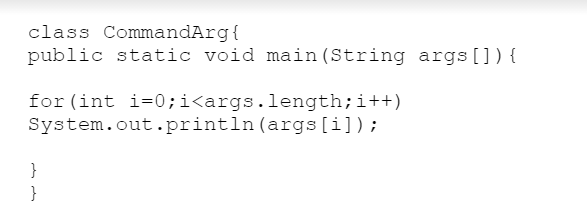 class CommandArg{
public static void main(String args[]){
for(int i=0;i<args.length;i++)
System.out.println(args[i]);
}
}